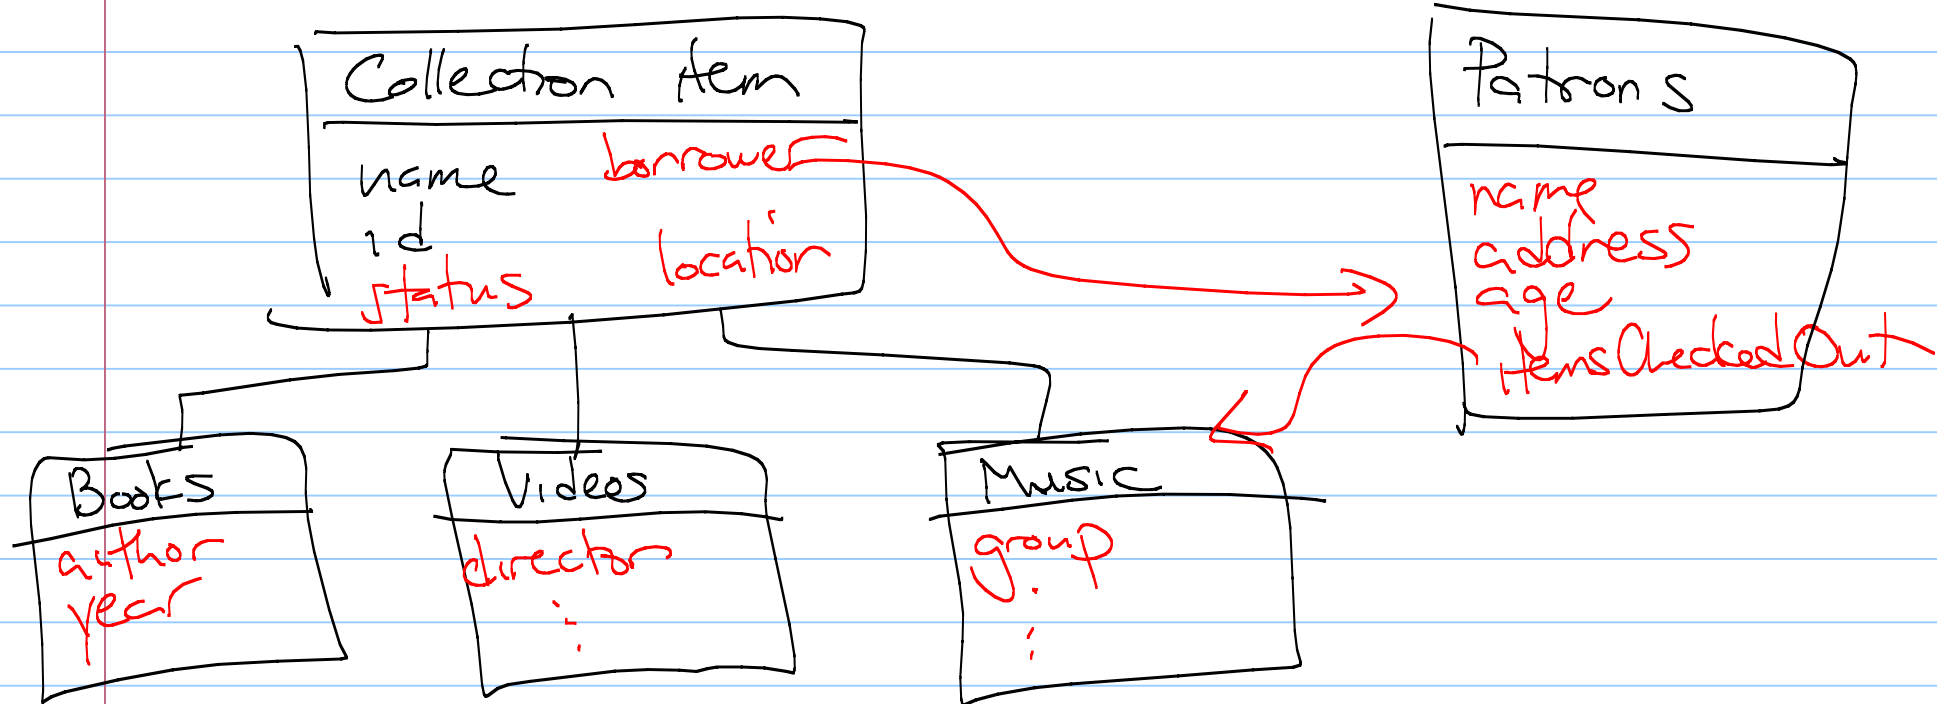 Collection Item
name
borrower
id
location
status
Patrons
name
address
age
ItemsCheckedOut
Books
author
year
Videos
director
Music
group